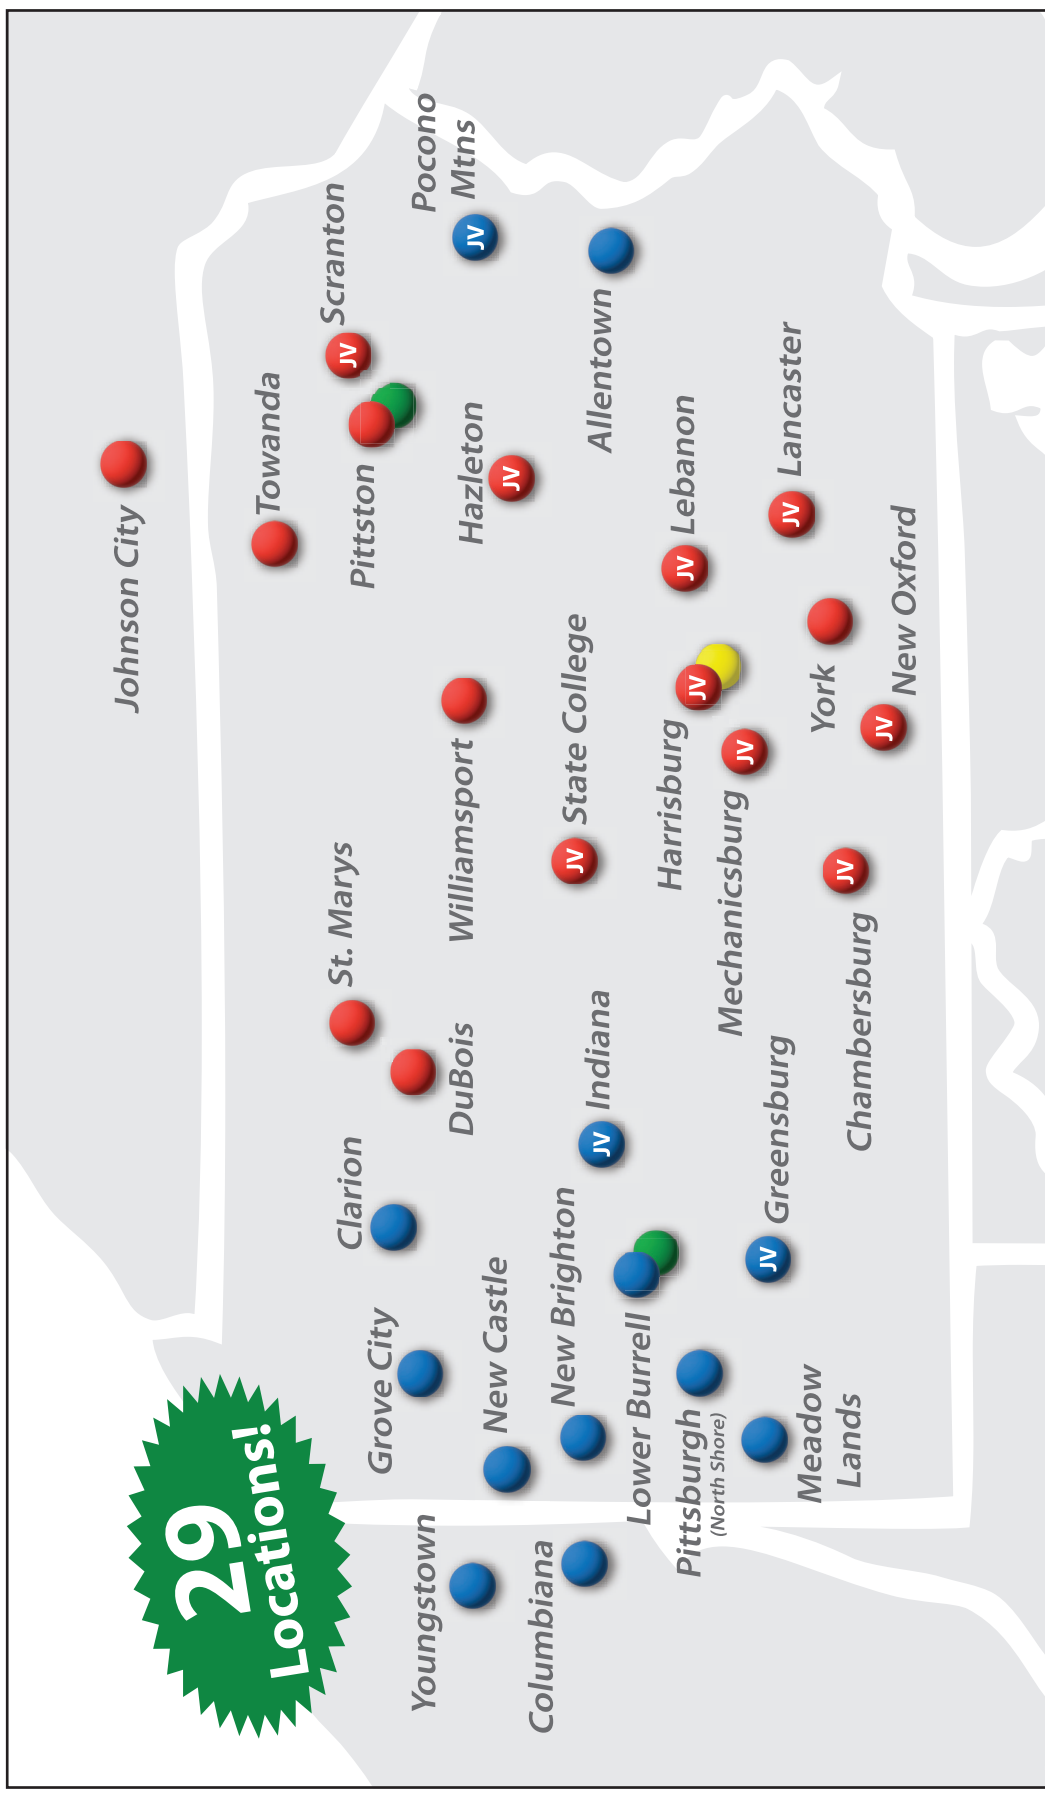 29
Locations!
Johnson City
Towanda
Scranton
JV
Pittston
Pocono
Mtns
JV
Hazleton
JV
Allentown
St. Marys
DuBois
Williamsport
State College
JV
Clarion
Grove City
New Castle
New Brighton
Indiana
JV
Lebanon
JV
Lancaster
JV
Harrisburg
JV
Mechanicsburg
JV
York
New Oxford
JV
Chambersburg
JV
Greensburg
JV
Lower Burrell
Pittsburgh
(North Shore)
Meadow
Lands
Youngstown
Columbiana